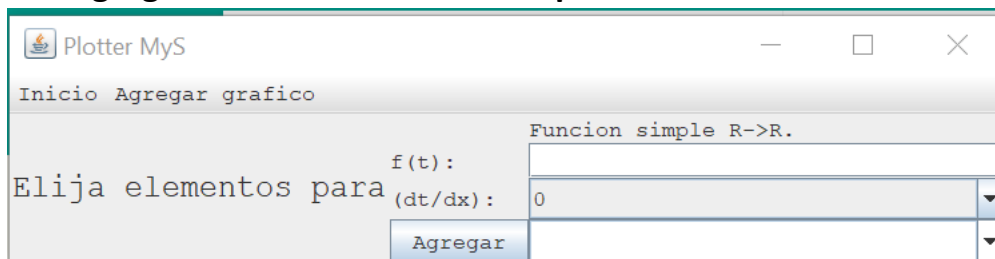 Plotter MyS
Inicio Agregar grafico
Funcion simple R->R.
f(t):
Elija elementos para
(dt/dx): 0
Agregar